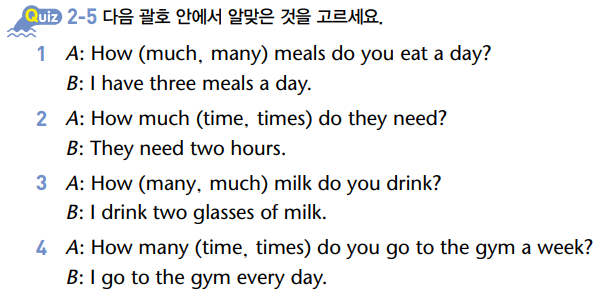 Quiz 2-5 다음 괄호 안에서 알맞은 것을 고르세요.
1 A: How (much, many) meals do you eat a day?
B: I have three meals a day.
2 A: How much (time, times) do they need?
B: They need two hours.
3 A: How (many, much) milk do you drink?
B: I drink two glasses of milk.
4 A: How many (time, times) do you go to the gym a week?
B: I go to the gym every day.